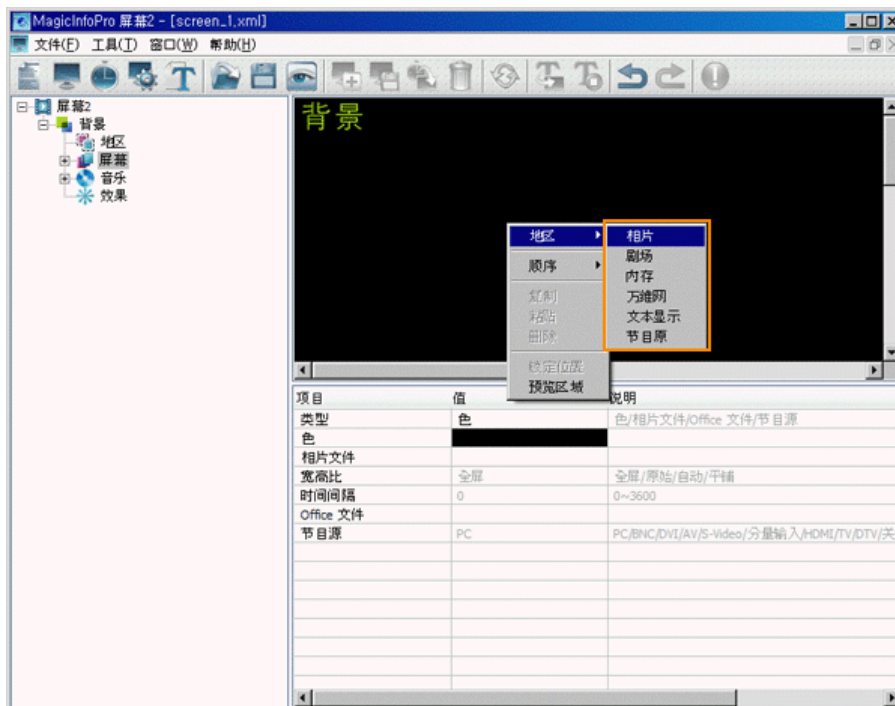 MagicInfoPro 屏幕2 - [screen_1.xml]
文件(F) 工具(T) 窗口(W) 帮助(H)
屏幕2
背景
地区
屏幕
音乐
效果
背景
地区
顺序
复制
粘贴
删除
锁定位置
预览区域
相片
剧场
内存
万维网
文本显示
节目原
项目 值 说明
类型 色 色/相片文件/Office 文件/节目源
色
相片文件
宽高比 全屏 全屏/原始/自动/平铺
时间间隔 0 0~3600
Office 文件
节目源 PC PC/BNC/DVI/AV/S-Video/分量输入/HDMI/TV/DTV/关